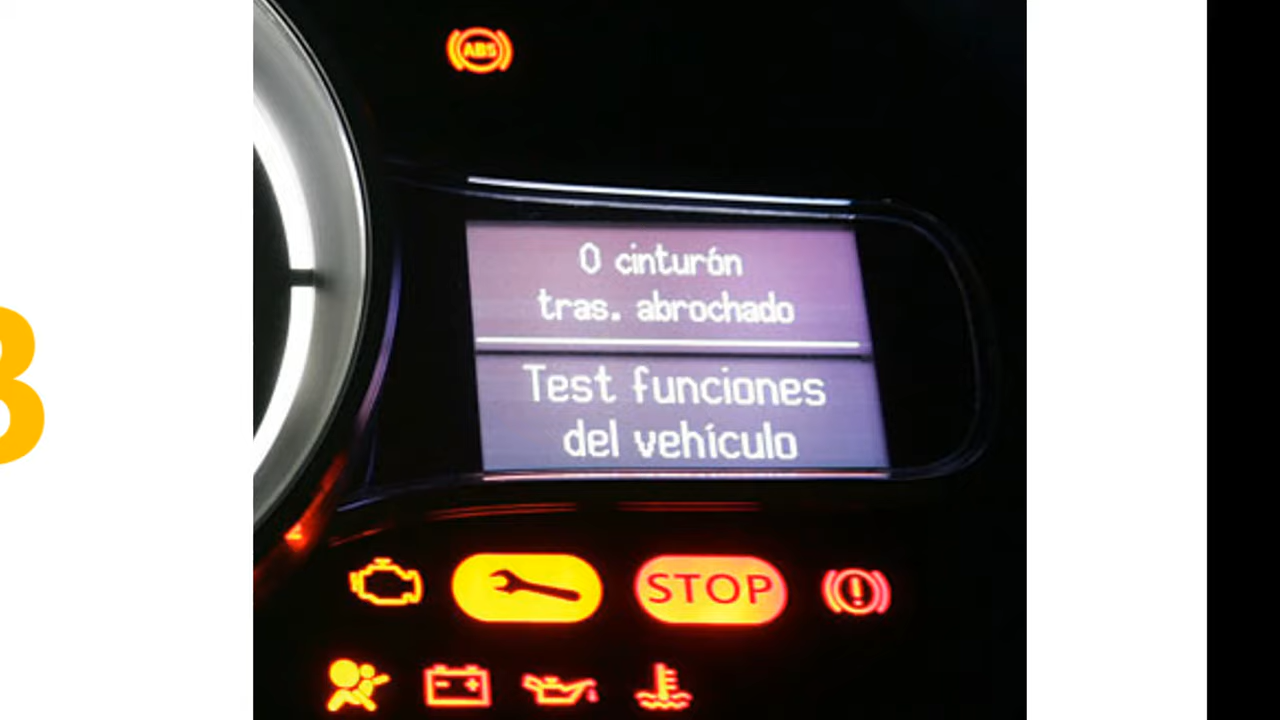 ABS
0 cinturón
tras. abrochado
Test funciones
del vehículo
STOP